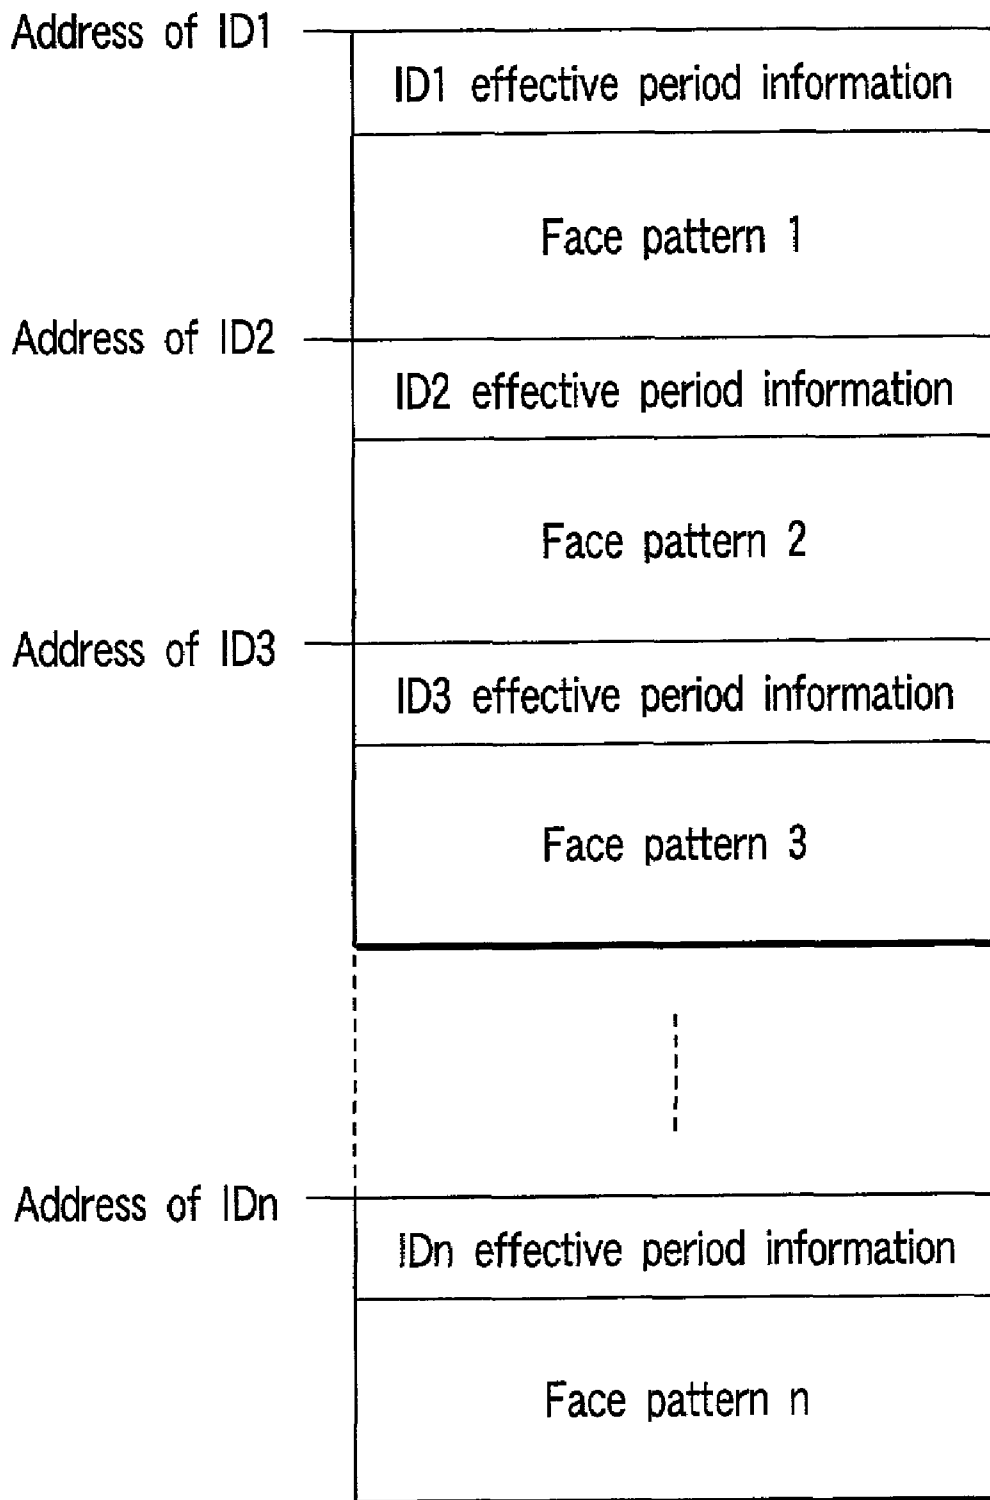 Address of ID1
ID1 effective period information
Face pattern 1
Address of ID2
ID2 effective period information
Face pattern 2
Address of ID3
ID3 effective period information
Face pattern 3
Address of IDn
IDn effective period information
Face pattern n